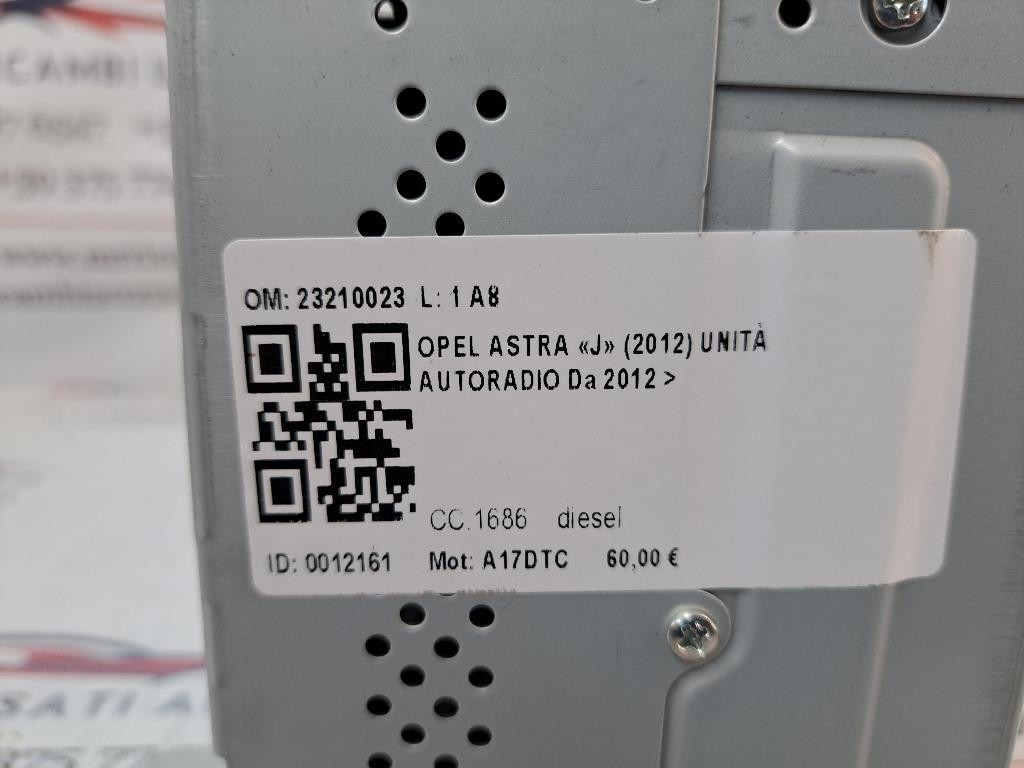 OM: 23210023 L: 1 A8
OPEL ASTRA «J» (2012) UNITÀ
AUTORADIO Da 2012 >
CC.1686 diesel
ID: 0012161 Mot: A17DTC 60,00 €